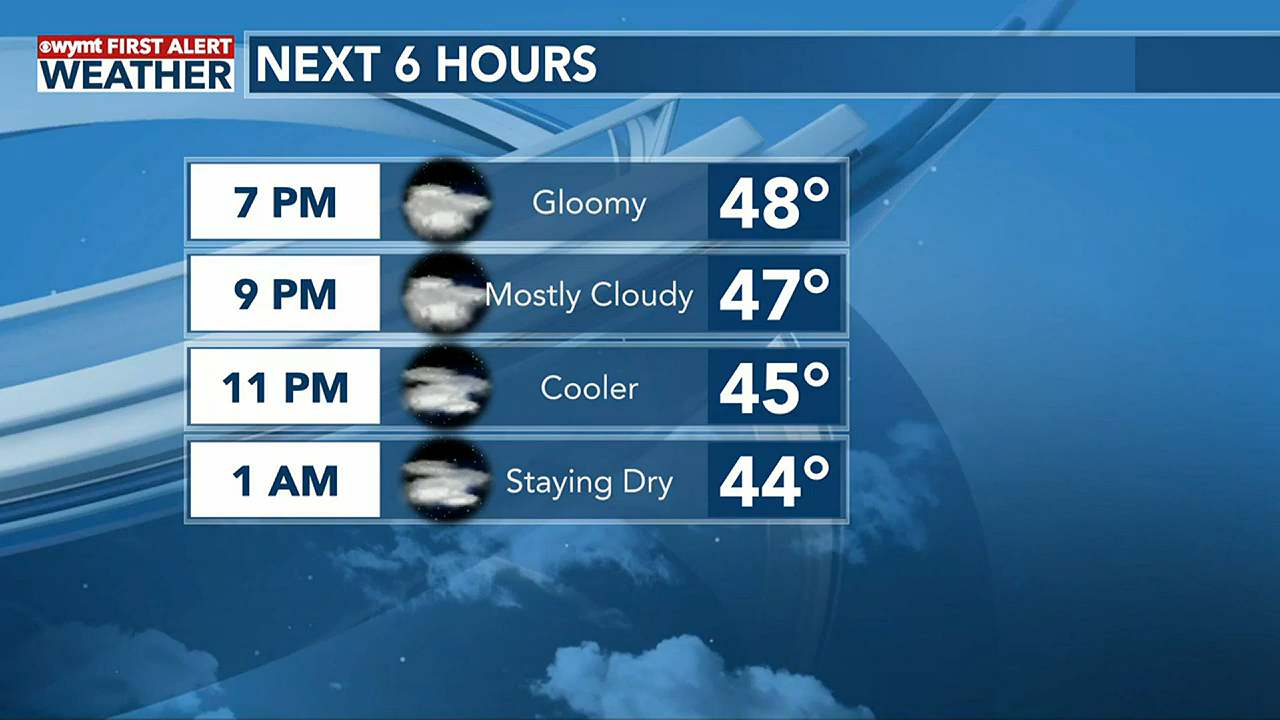 wymt FIRST ALERT
WEATHER
NEXT 6 HOURS
7 PM Gloomy 48°
9 PM Mostly Cloudy 47°
11 PM Cooler 45°
1 AM Staying Dry 44°